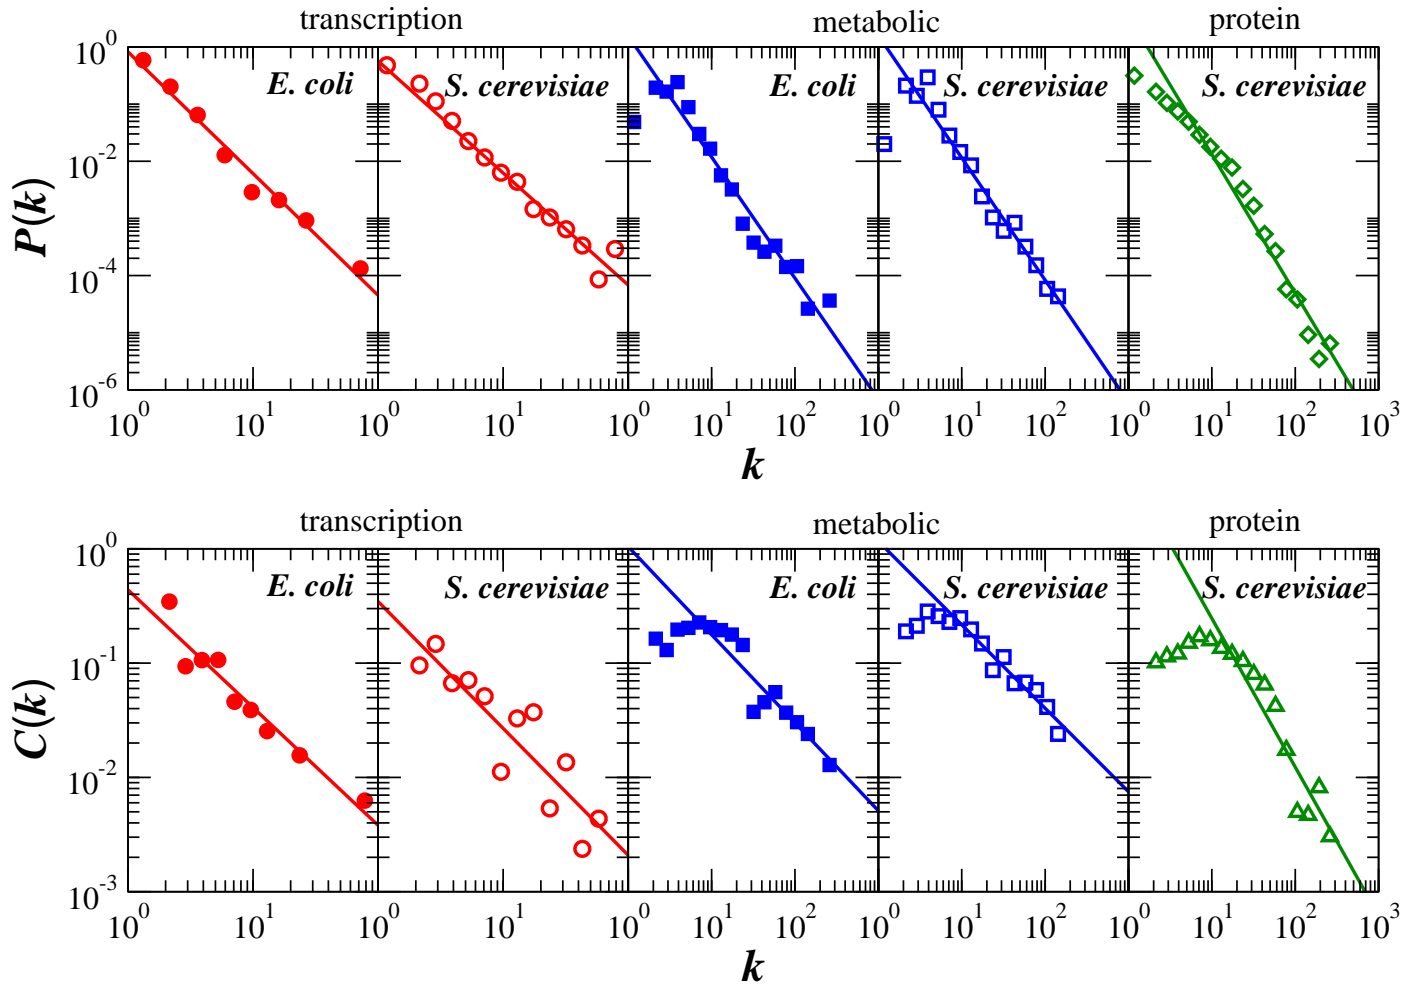 transcription metabolic protein
10^0 E. coli S. cerevisiae E. coli S. cerevisiae S. cerevisiae
10^-2
P(k)
10^-4
10^-6
10^0 10^1 10^0 10^1 10^0 10^1 10^2 10^0 10^1 10^2 10^0 10^1 10^2 10^3
k
transcription metabolic protein
10^0 E. coli S. cerevisiae E. coli S. cerevisiae S. cerevisiae
10^-1
C(k)
10^-2
10^-3
10^0 10^1 10^0 10^1 10^0 10^1 10^2 10^0 10^1 10^2 10^0 10^1 10^2 10^3
k